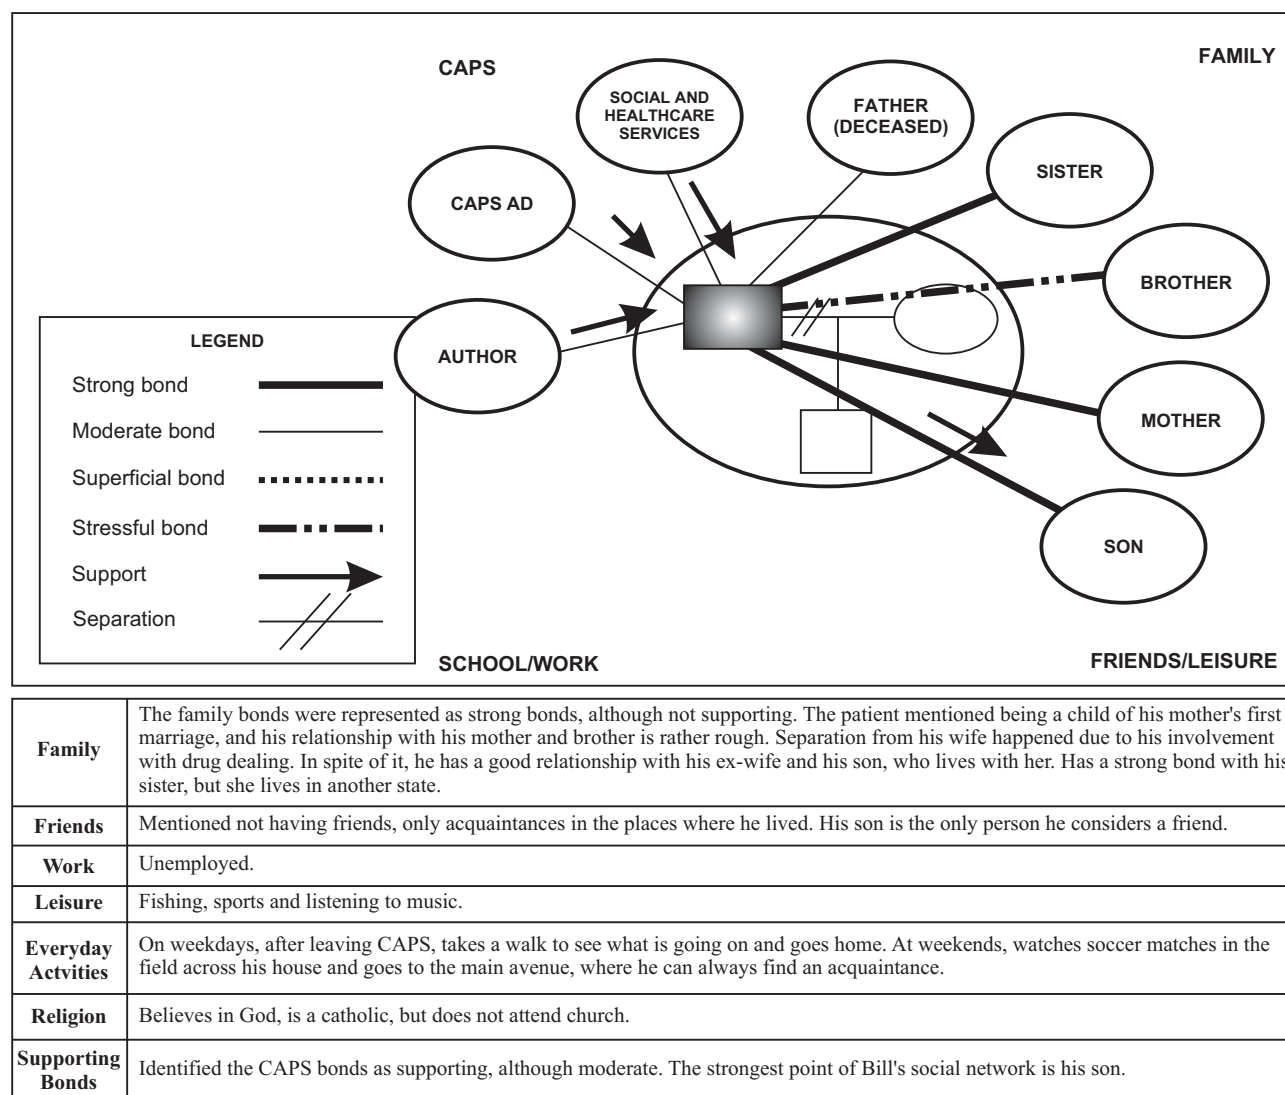 CAPS
FAMILY
SOCIAL AND
HEALTHCARE
SERVICES
FATHER
(DECEASED)
SISTER
CAPS AD
BROTHER
AUTHOR
MOTHER
SON
LEGEND
Strong bond
Moderate bond
Superficial bond
Stressful bond
Support
Separation
SCHOOL/WORK
FRIENDS/LEISURE
Family
The family bonds were represented as strong bonds, although not supporting. The patient mentioned being a child of his mother's first
marriage, and his relationship with his mother and brother is rather rough. Separation from his wife happened due to his involvement
with drug dealing. In spite of it, he has a good relationship with his ex-wife and his son, who lives with her. Has a strong bond with his
sister, but she lives in another state.
Friends
Mentioned not having friends, only acquaintances in the places where he lived. His son is the only person he considers a friend.
Work
Unemployed.
Leisure
Fishing, sports and listening to music.
Everyday
Actvities
On weekdays, after leaving CAPS, takes a walk to see what is going on and goes home. At weekends, watches soccer matches in the
field across his house and goes to the main avenue, where he can always find an acquaintance.
Religion
Believes in God, is a catholic, but does not attend church.
Supporting
Bonds
Identified the CAPS bonds as supporting, although moderate. The strongest point of Bill's social network is his son.